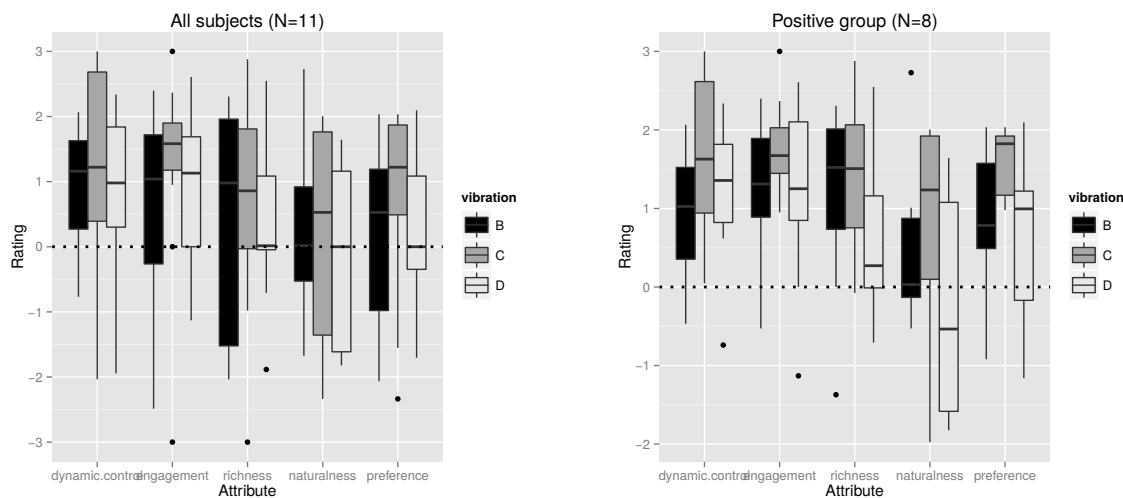 All subjects (N=11)
3
2
1
0
−1
−2
−3
Rating
dynamic.control engagement richness naturalness preference
Attribute
vibration
B
C
D
Positive group (N=8)
3
2
1
0
−1
−2
Rating
dynamic.control engagement richness naturalness preference
Attribute
vibration
B
C
D